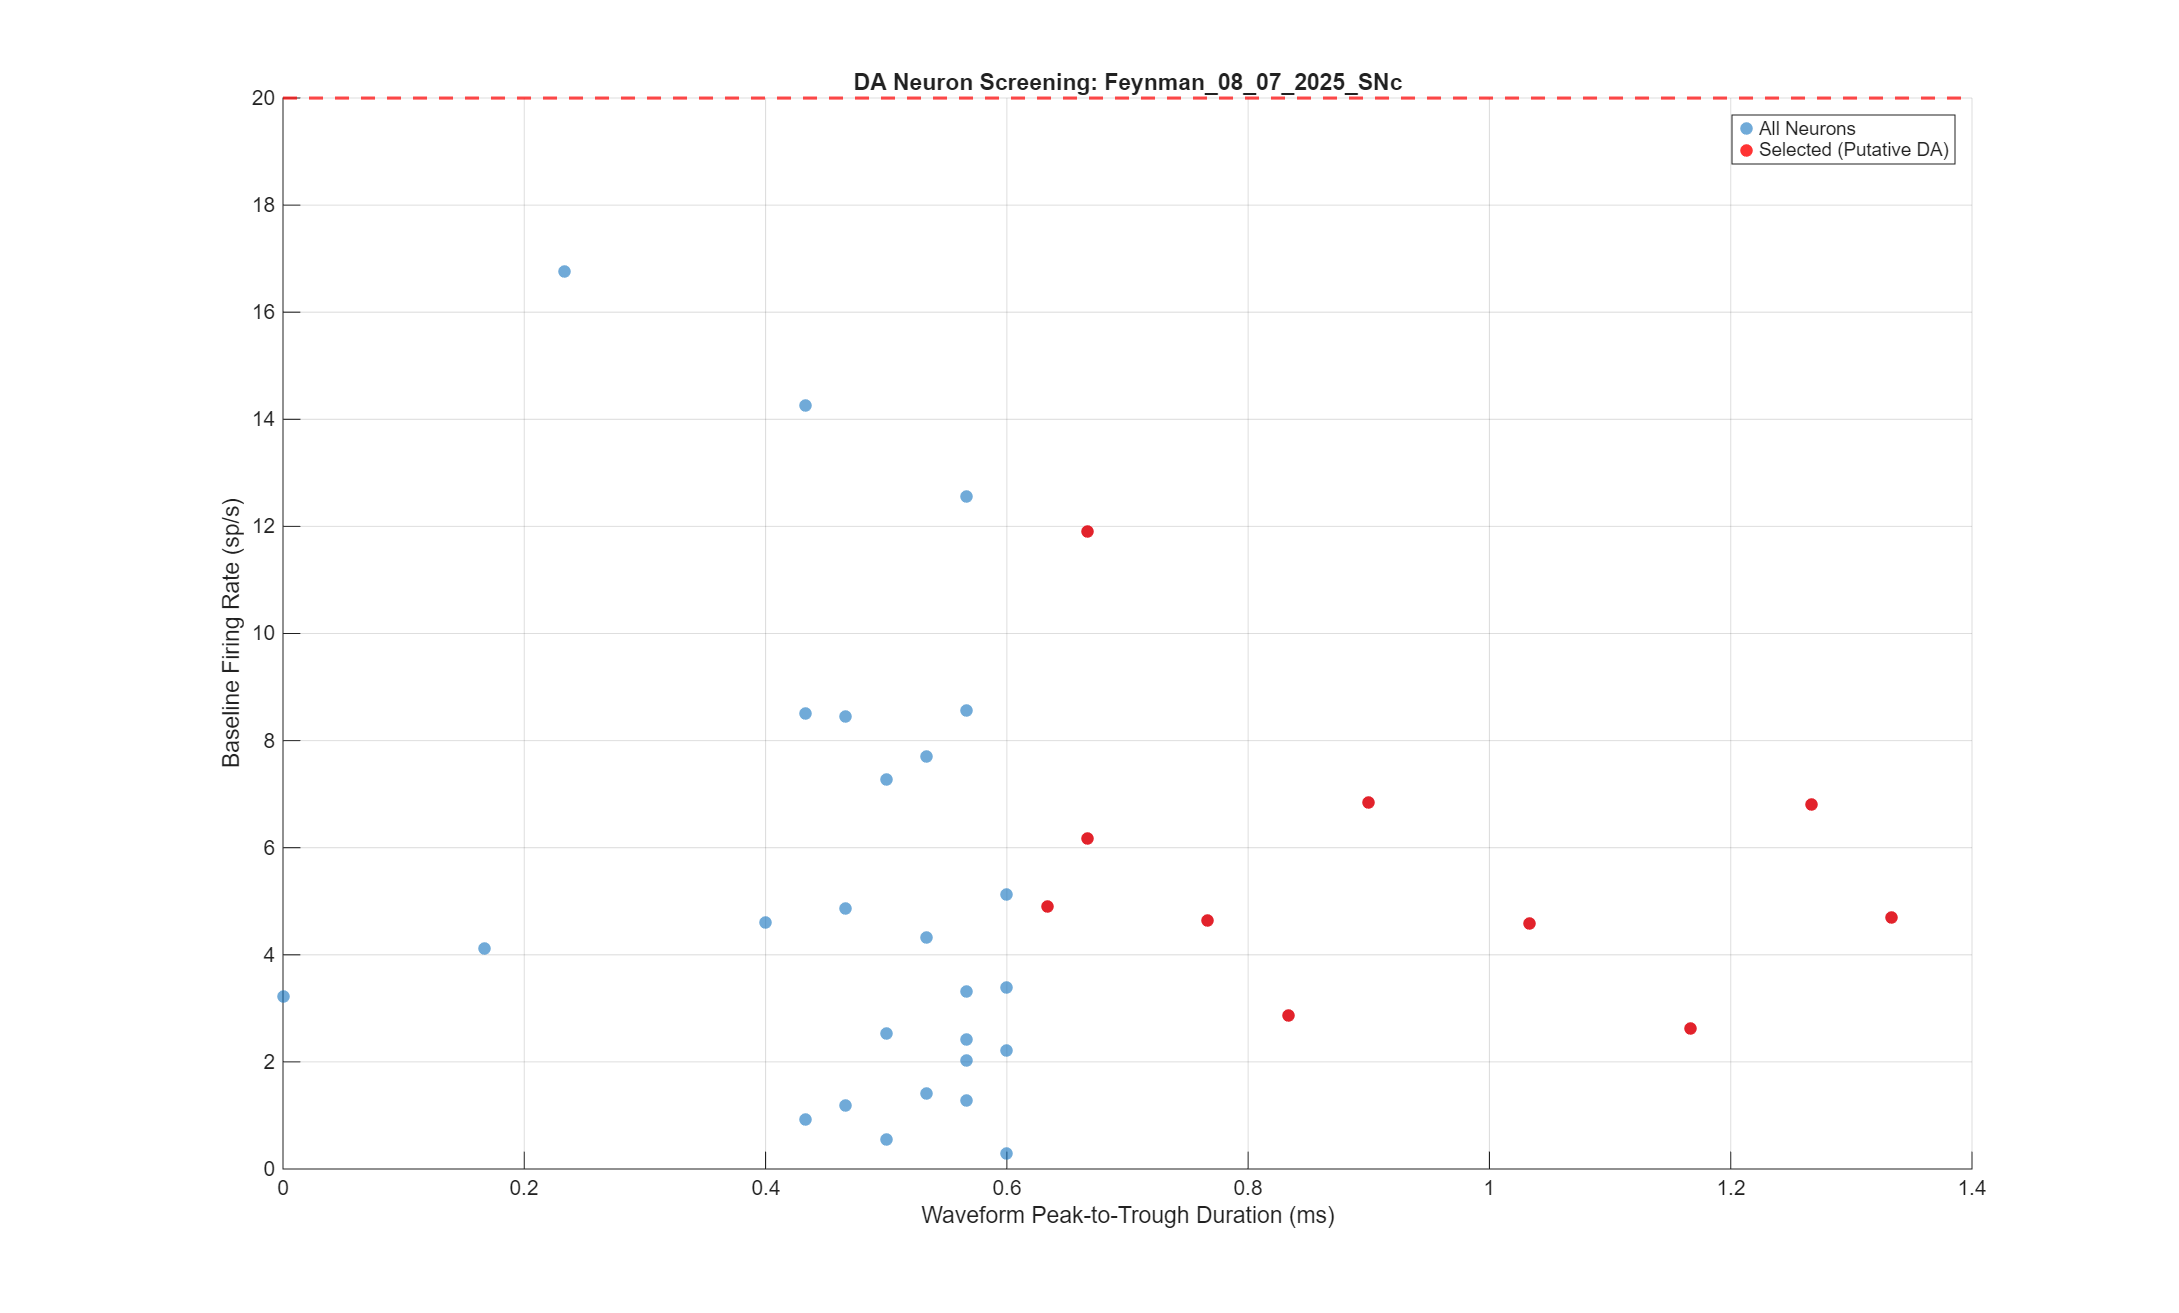 DA Neuron Screening: Feynman_08_07_2025_SNc
All Neurons
Selected (Putative DA)
Baseline Firing Rate (sp/s)
20
18
16
14
12
10
8
6
4
2
0
0 0.2 0.4 0.6 0.8 1 1.2 1.4
Waveform Peak-to-Trough Duration (ms)